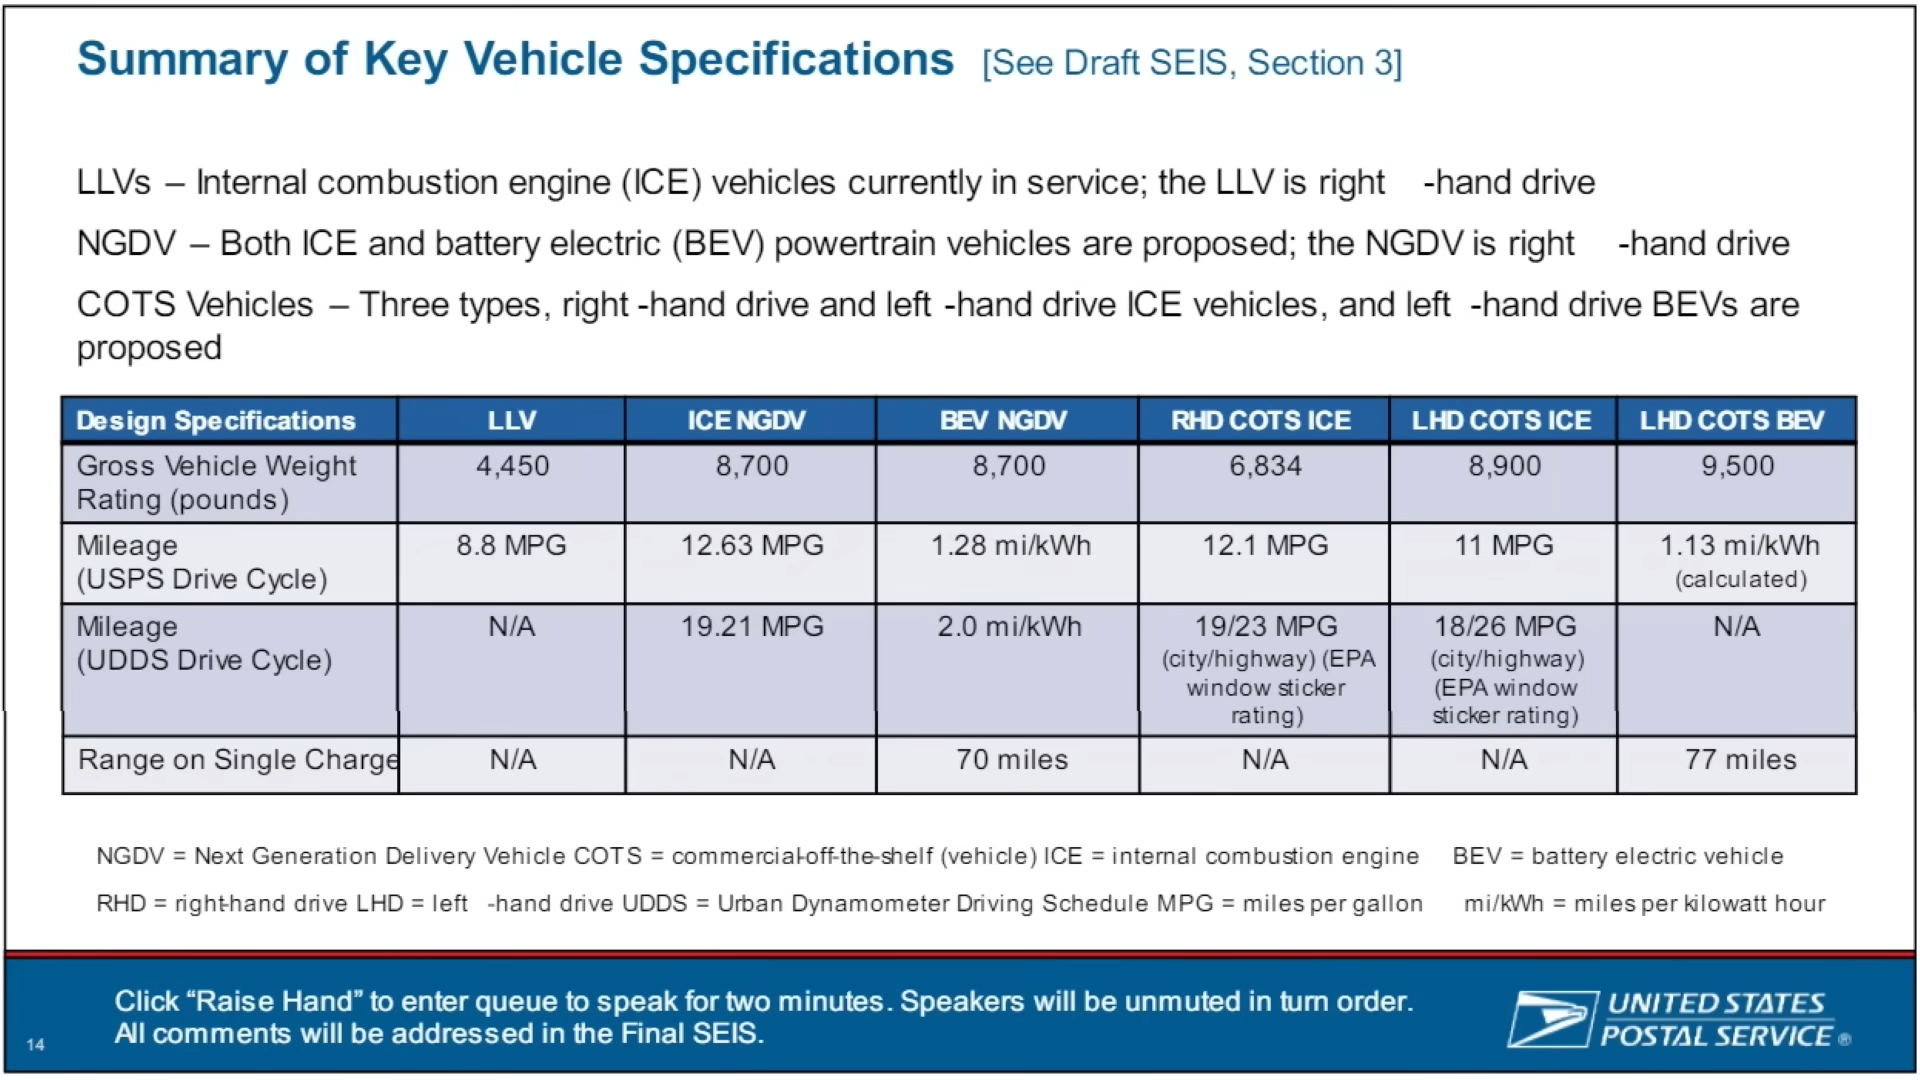 Summary of Key Vehicle Specifications [See Draft SEIS, Section 3]
LLVs – Internal combustion engine (ICE) vehicles currently in service; the LLV is right -hand drive
NGDV – Both ICE and battery electric (BEV) powertrain vehicles are proposed; the NGDV is right -hand drive
COTS Vehicles – Three types, right -hand drive and left -hand drive ICE vehicles, and left -hand drive BEVs are
proposed
Design Specifications LLV ICE NGDV BEV NGDV RHD COTS ICE LHD COTS ICE LHD COTS BEV
Gross Vehicle Weight 4,450 8,700 8,700 6,834 8,900 9,500
Rating (pounds)
Mileage 8.8 MPG 12.63 MPG 1.28 mi/kWh 12.1 MPG 11 MPG 1.13 mi/kWh
(USPS Drive Cycle) (calculated)
Mileage N/A 19.21 MPG 2.0 mi/kWh 19/23 MPG 18/26 MPG N/A
(UDDS Drive Cycle) (city/highway) (EPA (city/highway)
window sticker (EPA window
rating) sticker rating)
Range on Single Charge N/A N/A 70 miles N/A N/A 77 miles
NGDV = Next Generation Delivery Vehicle COTS = commercial-off-the-shelf (vehicle) ICE = internal combustion engine BEV = battery electric vehicle
RHD = right-hand drive LHD = left -hand drive UDDS = Urban Dynamometer Driving Schedule MPG = miles per gallon mi/kWh = miles per kilowatt hour
Click “Raise Hand” to enter queue to speak for two minutes. Speakers will be unmuted in turn order.
All comments will be addressed in the Final SEIS.
14
UNITED STATES
POSTAL SERVICE ®